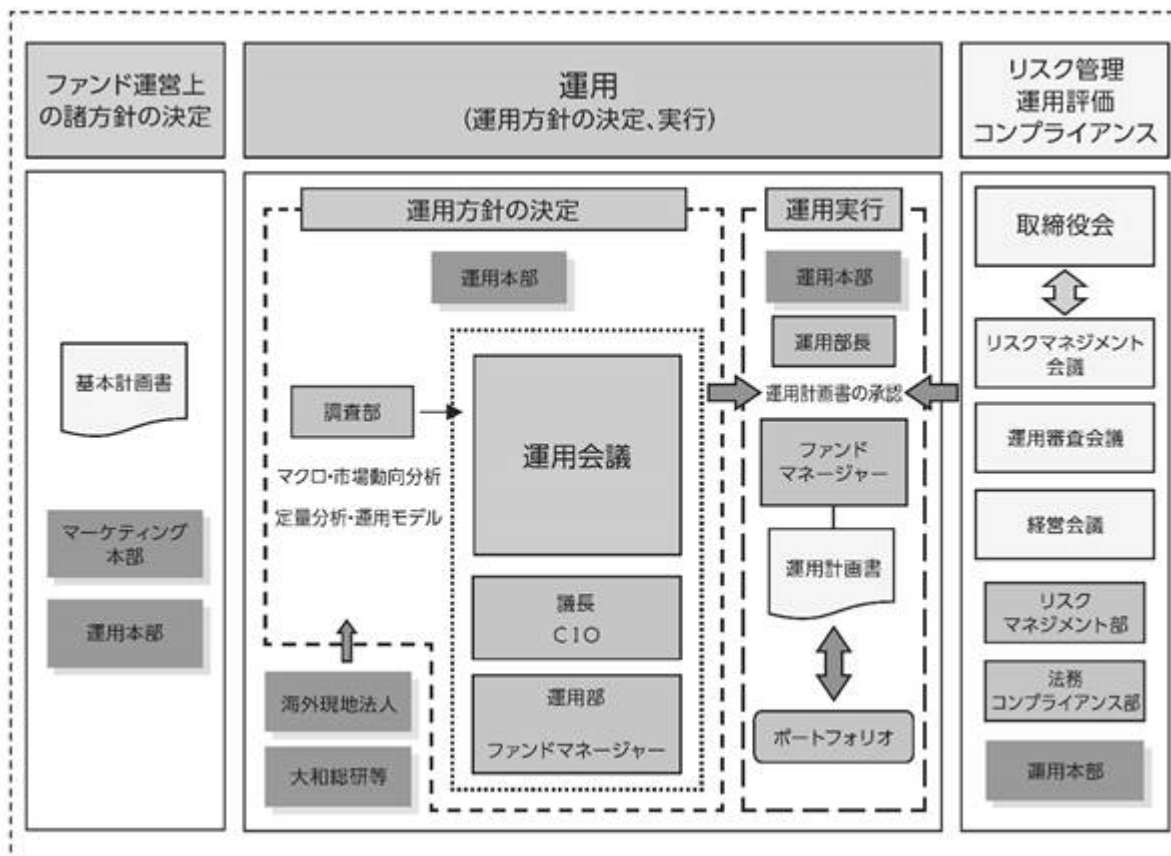 ファンド運営上
の諸方針の決定
運用
(運用方針の決定、実行)
リスク管理
運用評価
コンプライアンス
基本計画書
マーケティング
本部
運用本部
運用方針の決定
運用本部
調査部
マクロ・市場動向分析
定量分析・運用モデル
運用会議
議長
CIO
運用部
ファンドマネージャー
海外現地法人
大和総研等
運用実行
運用本部
運用部長
運用計画書の承認
ファンド
マネージャー
運用計画書
ポートフォリオ
取締役会
リスクマネジメント
会議
運用審査会議
経営会議
リスク
マネジメント部
法務
コンプライアンス部
運用本部